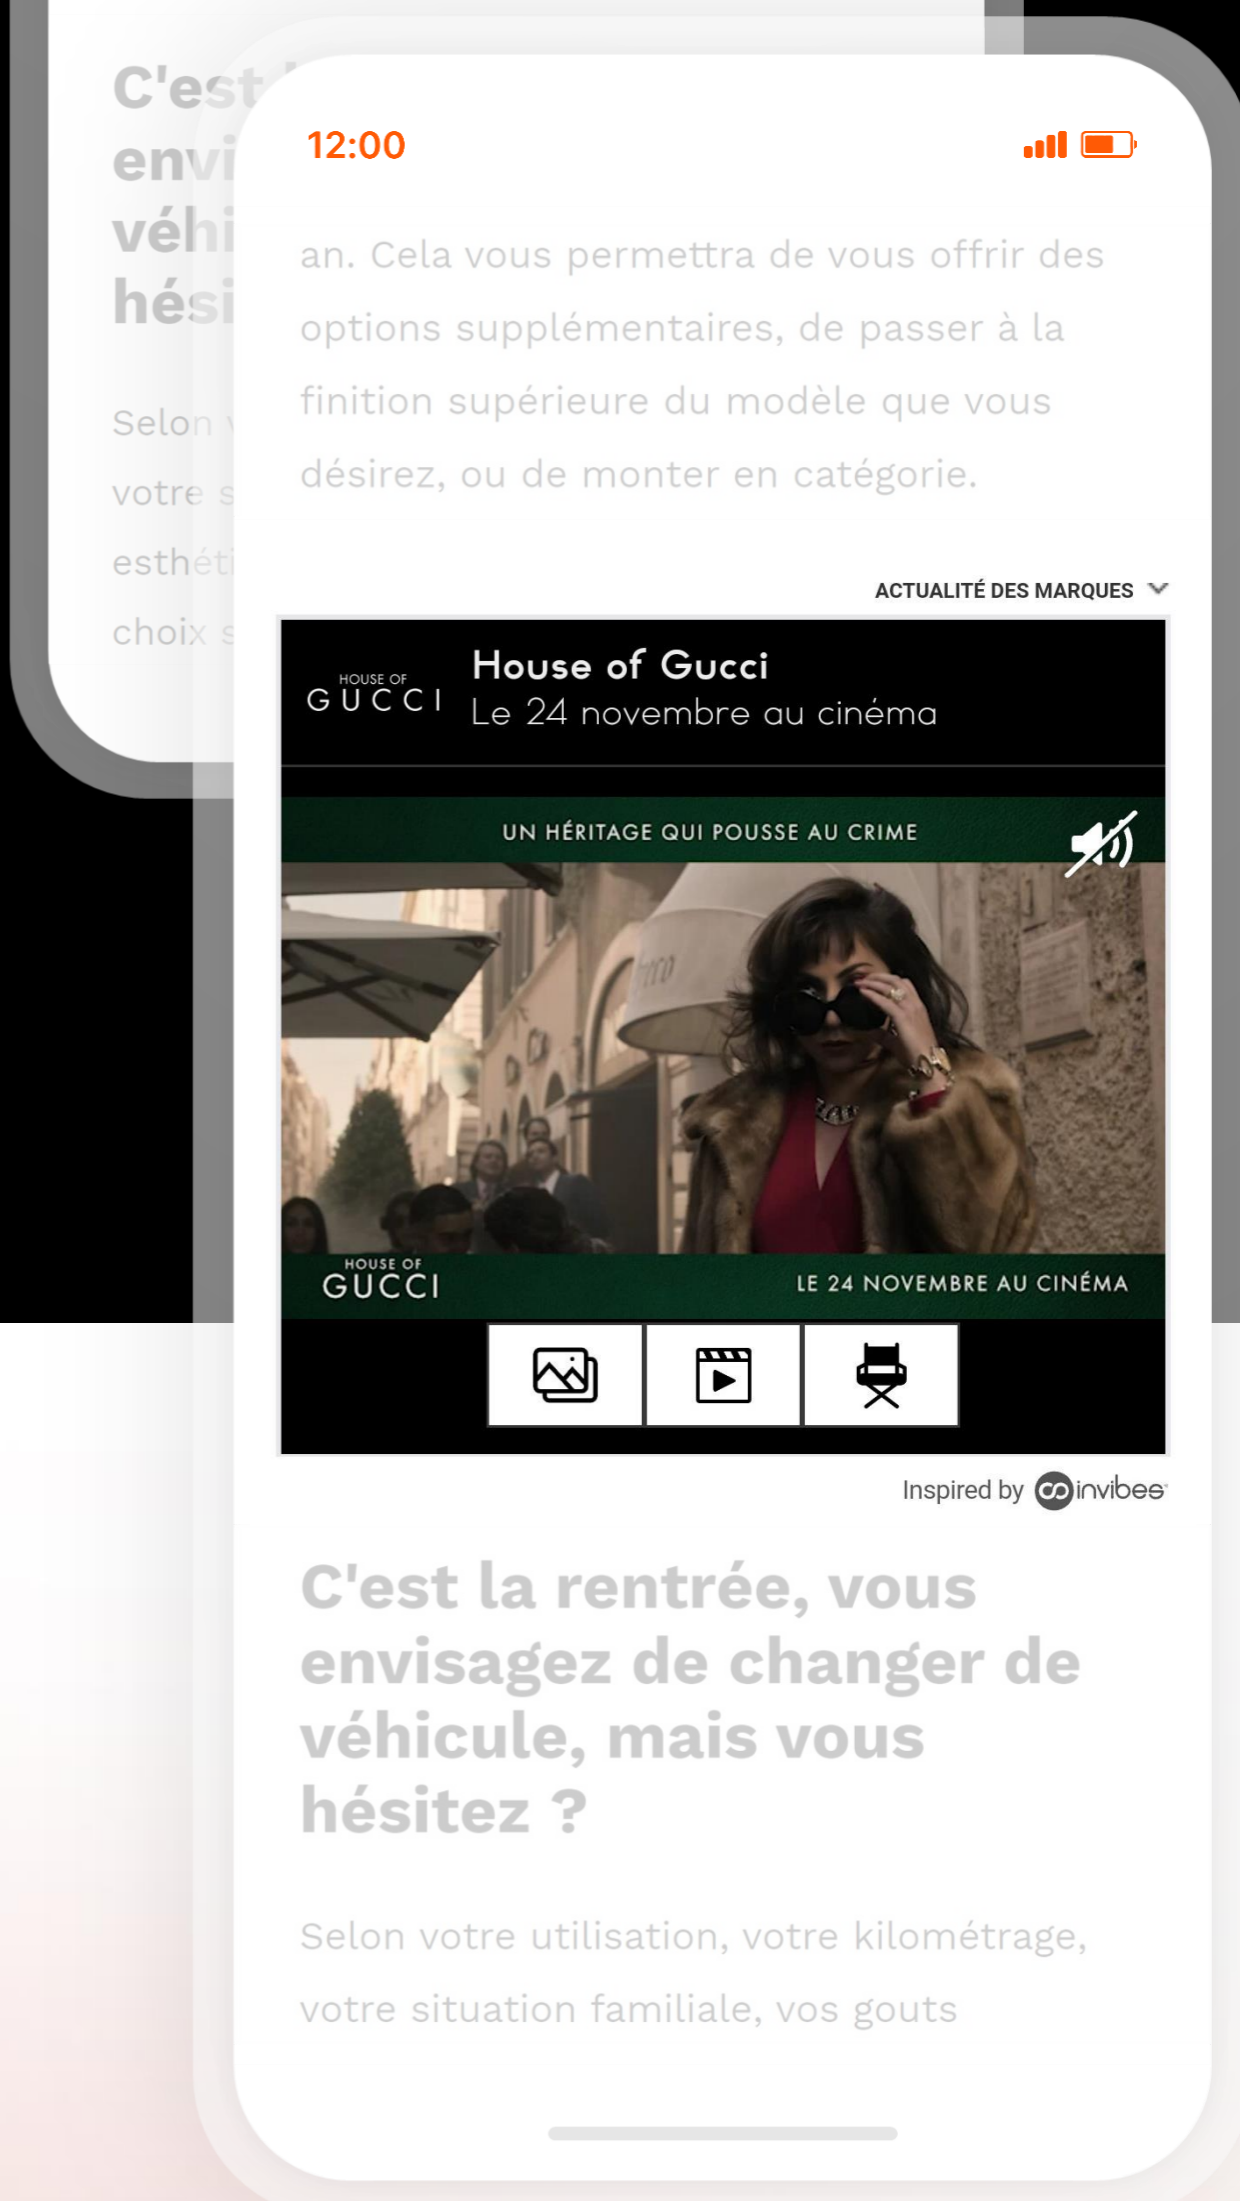 C'est
envi
véhi
hési
Selon
votre s
esthéti
choix s
12:00
an. Cela vous permettra de vous offrir des
options supplémentaires, de passer à la
finition supérieure du modèle que vous
désirez, ou de monter en catégorie.
ACTUALITÉ DES MARQUES
HOUSE OF
GUCCI
House of Gucci
Le 24 novembre au cinéma
UN HÉRITAGE QUI POUSSE AU CRIME
HOUSE OF
GUCCI
LE 24 NOVEMBRE AU CINÉMA
Inspired by invibes
C'est la rentrée, vous
envisagez de changer de
véhicule, mais vous
hésitez ?
Selon votre utilisation, votre kilométrage,
votre situation familiale, vos gouts